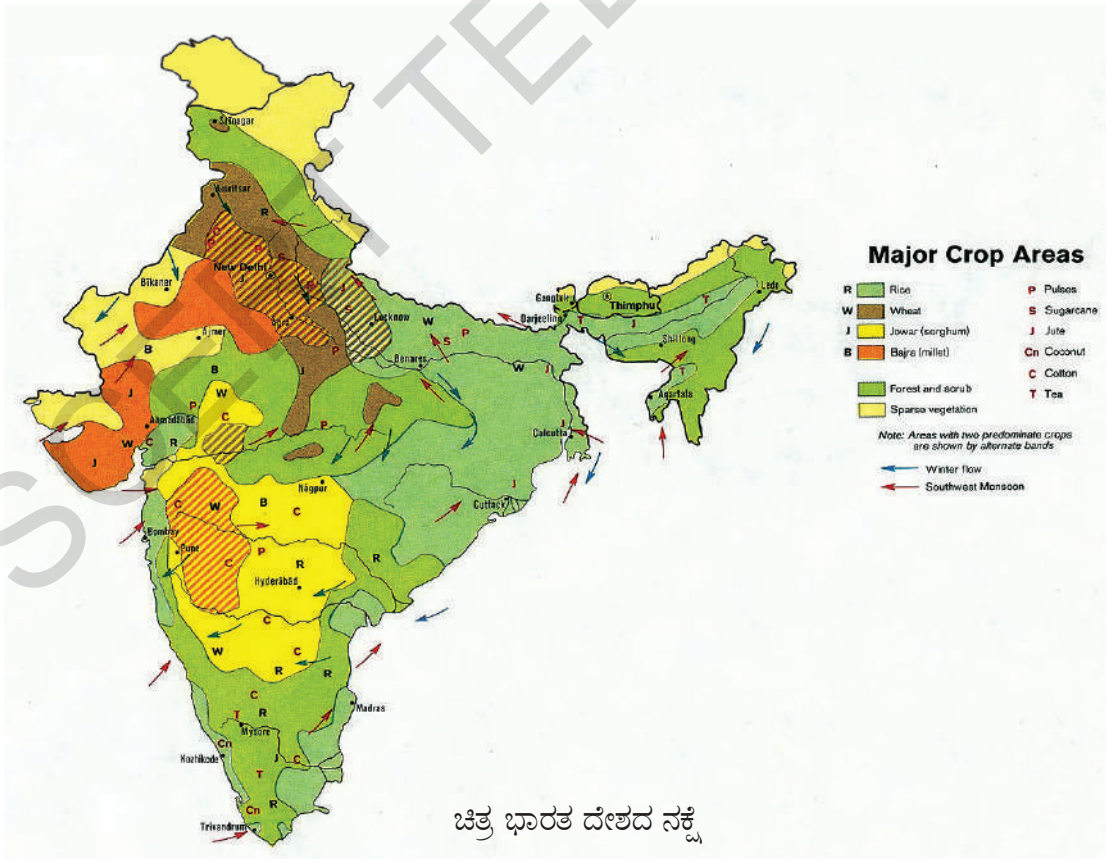 SCERT TEL
Srinagar
Amritsar
New Delhi
Bikaner
Ajmer
Agra
Lucknow
Benares
Gangtok
Darjeeling
Thimphu
Ledo
Shillong
Agartala
Ahmadabad
Calcutta
Nagpur
Cuttack
Bombay
Pune
Hyderābād
Madras
Mysore
Kozhikode
Trivandrum
Major Crop Areas
R Rice
W Wheat
J Jowar (sorghum)
B Bajra (millet)
Forest and scrub
Sparse vegetation
P Pulses
S Sugarcane
J Jute
Cn Coconut
C Cotton
T Tea
Note: Areas with two predominate crops
are shown by alternate bands
Winter flow
Southwest Monsoon
ಚಿತ್ರ ಭಾರತ ದೇಶದ ನಕ್ಷೆ